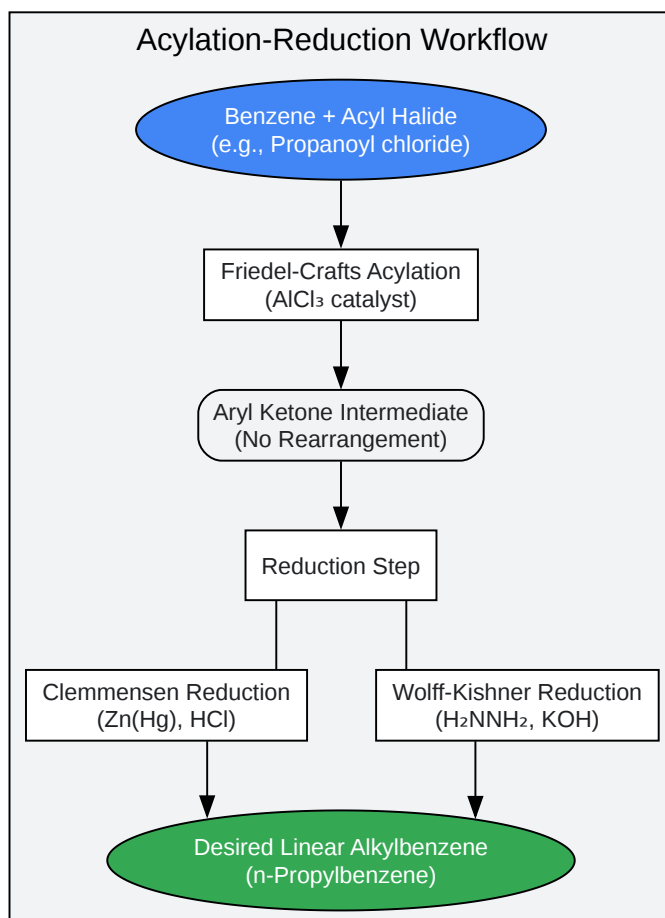 Acylation-Reduction Workflow
Benzene + Acyl Halide
(e.g., Propanoyl chloride)
Friedel-Crafts Acylation
(AlCl₃ catalyst)
Aryl Ketone Intermediate
(No Rearrangement)
Reduction Step
Clemmensen Reduction
(Zn(Hg), HCl)
Wolff-Kishner Reduction
(H₂NNH₂, KOH)
Desired Linear Alkylbenzene
(n-Propylbenzene)